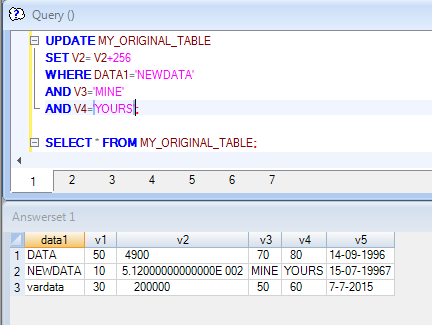 Query ()
UPDATE MY_ORIGINAL_TABLE
SET V2= V2+256
WHERE DATA1='NEWDATA'
AND V3='MINE'
AND V4='YOURS';
SELECT * FROM MY_ORIGINAL_TABLE;
1 2 3 4 5 6 7
Answerset 1
data1 v1 v2 v3 v4 v5
1 DATA 50 4900 70 80 14-09-1996
2 NEWDATA 10 5.12000000000000E 002 MINE YOURS 15-07-19967
3 vardata 30 200000 50 60 7-7-2015